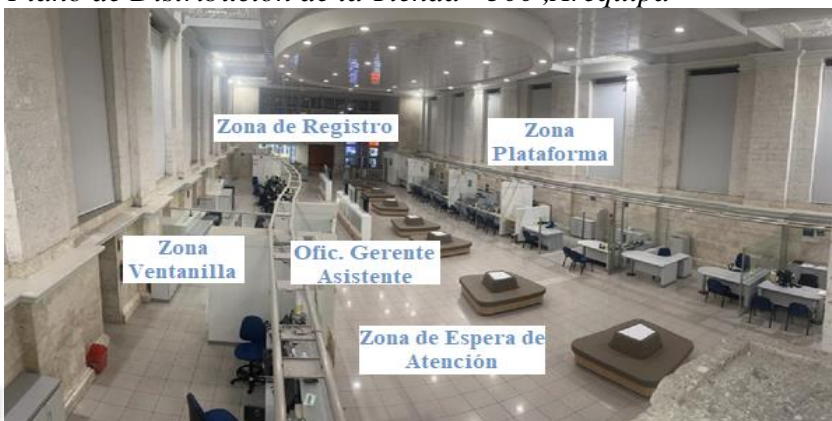 Zona de Registro
Zona
Plataforma
Zona
Ventanilla
Ofic. Gerente
Asistente
Zona de Espera de
Atención